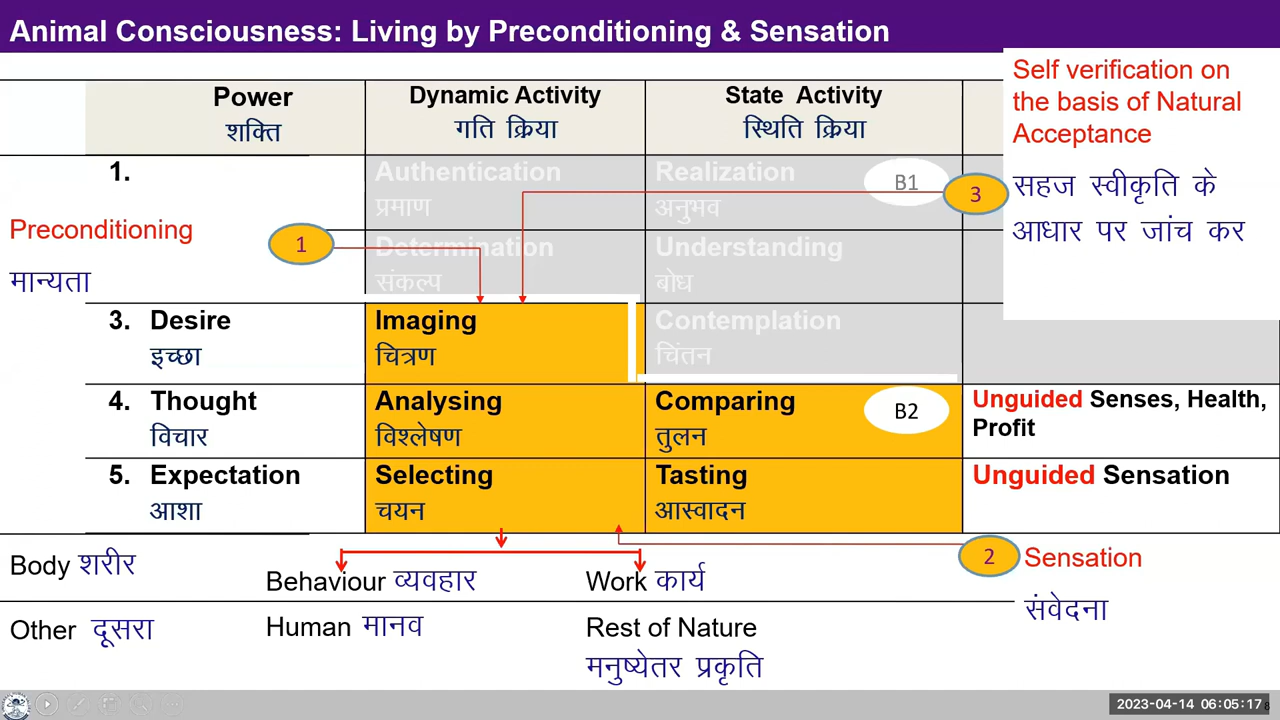 Animal Consciousness: Living by Preconditioning & Sensation
Power
शक्ति
Dynamic Activity
गति क्रिया
State Activity
स्थिति क्रिया
Self verification on
the basis of Natural
Acceptance
सहज स्वीकृति के
आधार पर जांच कर
1.
Authentication
प्रमाण
Realization
अनुभव
B1
3
Preconditioning
मान्यता
1
Determination
संकल्प
Understanding
बोध
3. Desire
इच्छा
Imaging
चित्रण
Contemplation
चिंतन
4. Thought
विचार
Analysing
विश्लेषण
Comparing
तुलन
B2
Unguided Senses, Health,
Profit
5. Expectation
आशा
Selecting
चयन
Tasting
आस्वादन
Unguided Sensation
Body शरीर
Behaviour व्यवहार
Work कार्य
2
Sensation
संवेदना
Other दूसरा
Human मानव
Rest of Nature
मनुष्येतर प्रकृति
2023-04-14 06:05:17
8